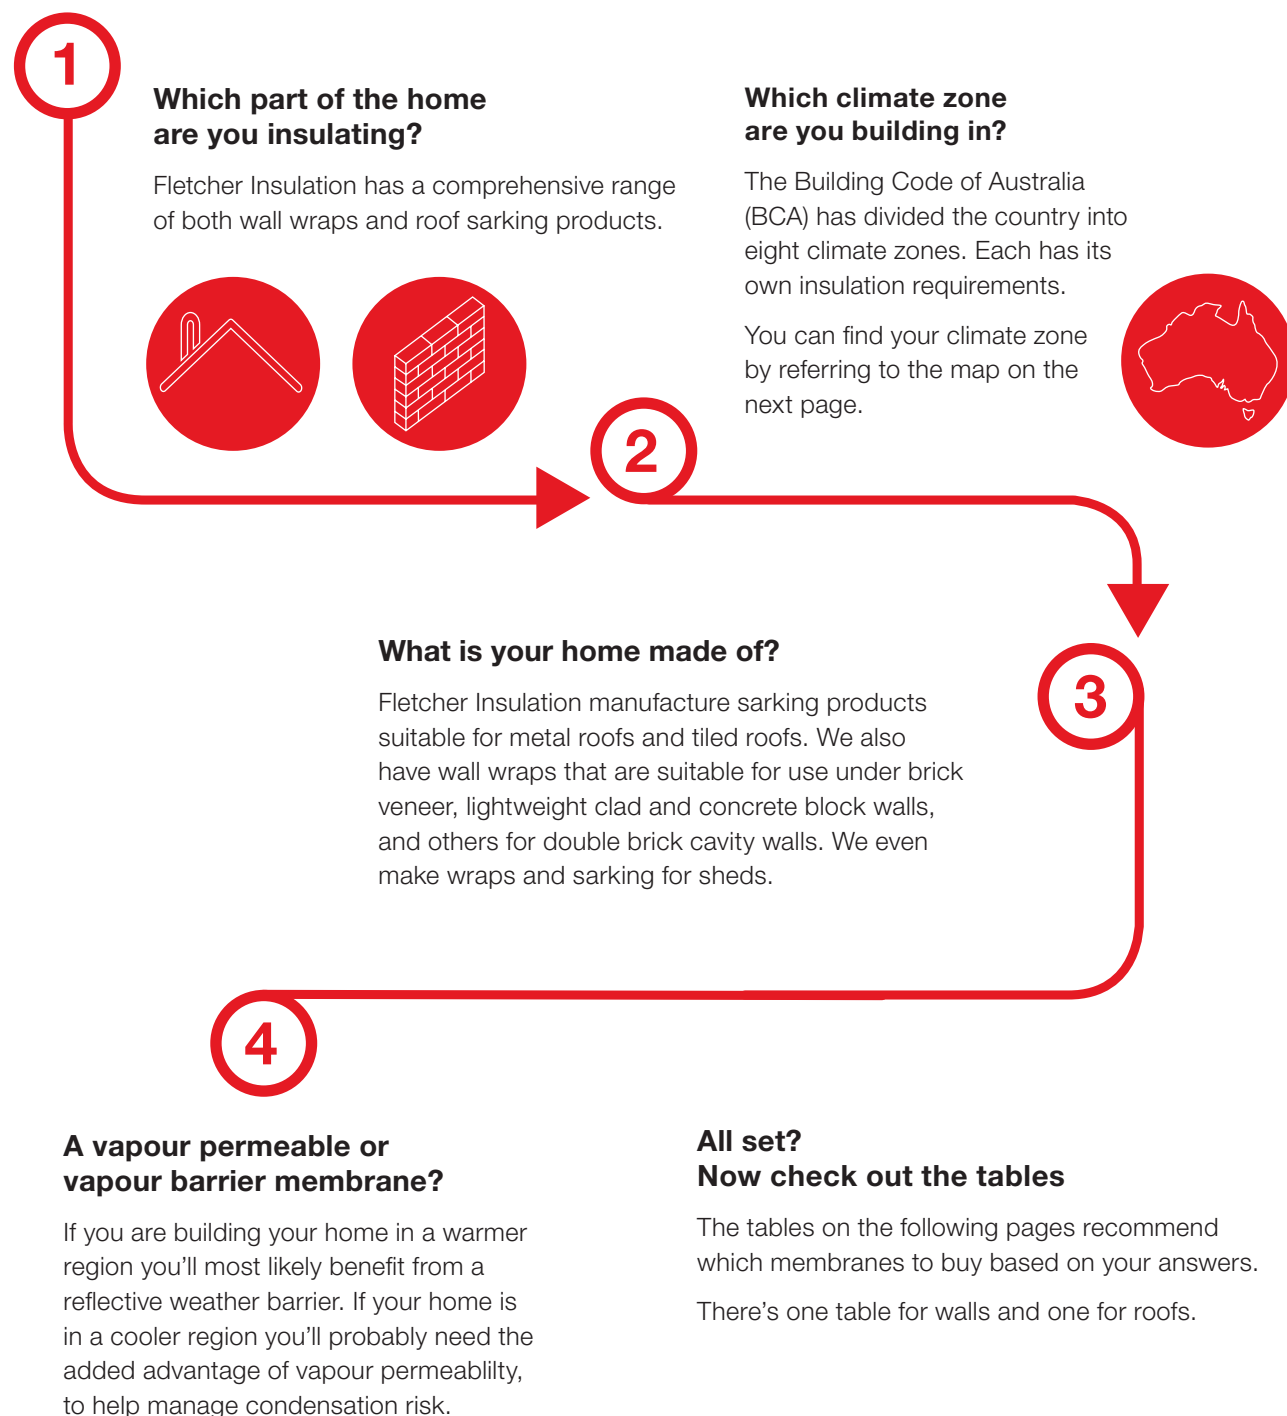 1
Which part of the home
are you insulating?
Fletcher Insulation has a comprehensive range
of both wall wraps and roof sarking products.
2
Which climate zone
are you building in?
The Building Code of Australia
(BCA) has divided the country into
eight climate zones. Each has its
own insulation requirements.
You can find your climate zone
by referring to the map on the
next page.
3
What is your home made of?
Fletcher Insulation manufacture sarking products
suitable for metal roofs and tiled roofs. We also
have wall wraps that are suitable for use under brick
veneer, lightweight clad and concrete block walls,
and others for double brick cavity walls. We even
make wraps and sarking for sheds.
4
A vapour permeable or
vapour barrier membrane?
If you are building your home in a warmer
region you’ll most likely benefit from a
reflective weather barrier. If your home is
in a cooler region you’ll probably need the
added advantage of vapour permeablilty,
to help manage condensation risk.
All set?
Now check out the tables
The tables on the following pages recommend
which membranes to buy based on your answers.
There’s one table for walls and one for roofs.